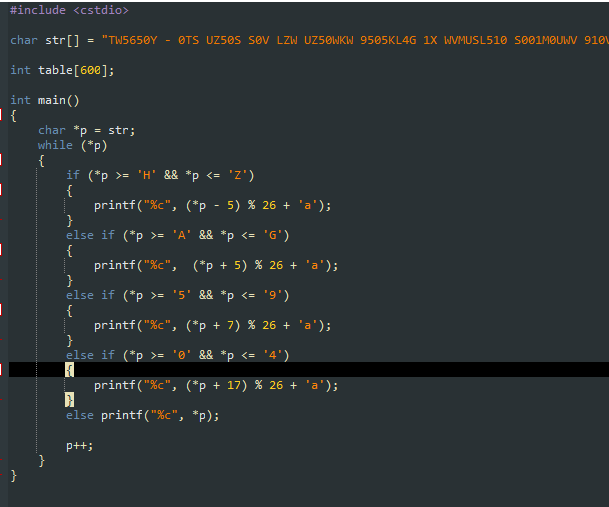 #include <cstdio>
char str[] = "TW5650Y - 0TS UZ50S S0V LZW UZ50WKW 9505KL4G 1X WVMUSL510 S001M0UWV 910
int table[600];
int main()
{
char *p = str;
while (*p)
{
if (*p >= 'H' && *p <= 'Z')
{
printf("%c", (*p - 5) % 26 + 'a');
}
else if (*p >= 'A' && *p <= 'G')
{
printf("%c",  (*p + 5) % 26 + 'a');
}
else if (*p >= '5' && *p <= '9')
{
printf("%c", (*p + 7) % 26 + 'a');
}
else if (*p >= '0' && *p <= '4')
{
printf("%c", (*p + 17) % 26 + 'a');
}
else printf("%c", *p);
p++;
}
}